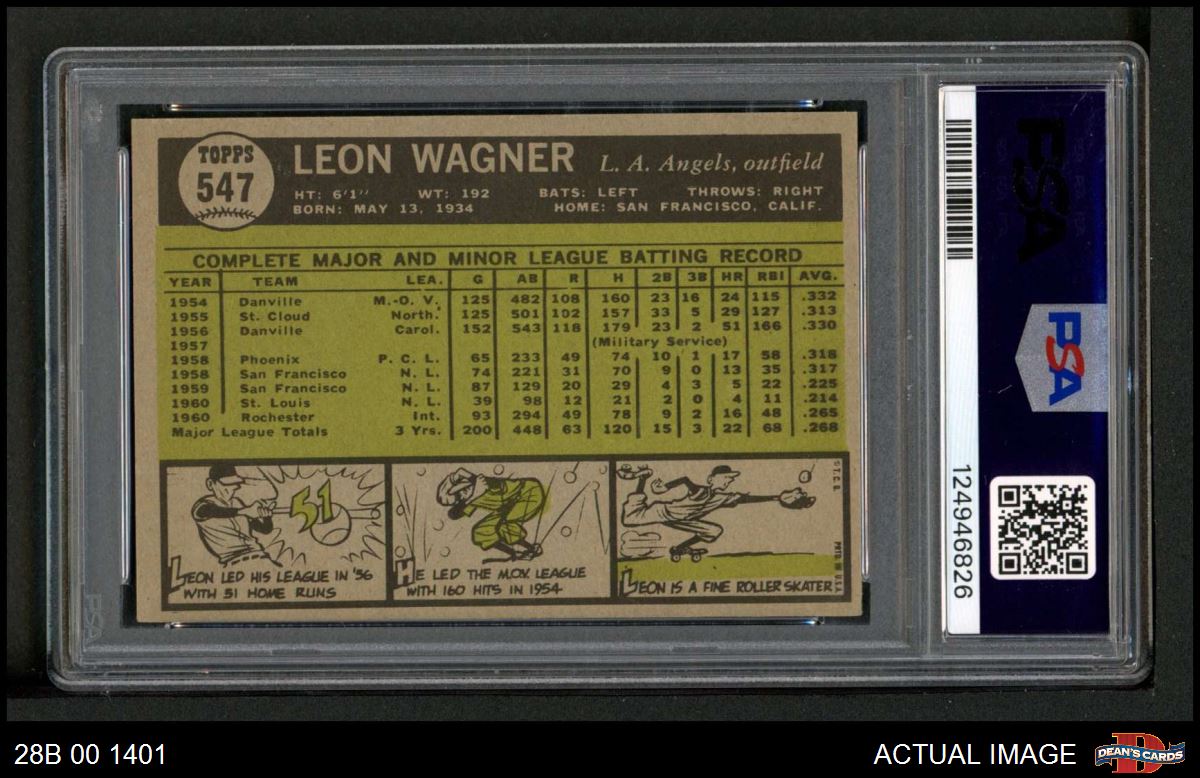 TOPPS
547
LEON WAGNER L. A. Angels, outfield
HT: 6'1" WT: 192 BATS: LEFT THROWS: RIGHT
BORN: MAY 13, 1934 HOME: SAN FRANCISCO, CALIF.
COMPLETE MAJOR AND MINOR LEAGUE BATTING RECORD
YEAR TEAM LEA. G AB R H 2B 3B HR RBI AVG.
1954 Danville M.-O. V. 125 482 108 160 23 16 24 115 .332
1955 St. Cloud North. 125 501 102 157 33 5 29 127 .313
1956 Danville Carol. 152 543 118 179 23 2 51 166 .330
1957 (Military Service)
1958 Phoenix P. C. L. 65 233 49 74 10 1 17 58 .318
1958 San Francisco N. L. 74 221 31 70 9 0 13 35 .317
1959 San Francisco N. L. 87 129 20 29 4 3 5 22 .225
1960 St. Louis N. L. 39 98 12 21 2 0 4 11 .214
1960 Rochester Int. 93 294 49 78 9 2 16 48 .265
Major League Totals 3 Yrs. 200 448 63 120 15 3 22 68 .268
51
LEON LED HIS LEAGUE IN '56
WITH 51 HOME RUNS
HE LED THE M.O.V. LEAGUE
WITH 160 HITS IN 1954
LEON IS A FINE ROLLER SKATER
© T. C. G.
PRTD. IN U.S.A.
PSA
PSA
PSA
124946826
28B 00 1401
ACTUAL IMAGE
DEAN'S CARDS